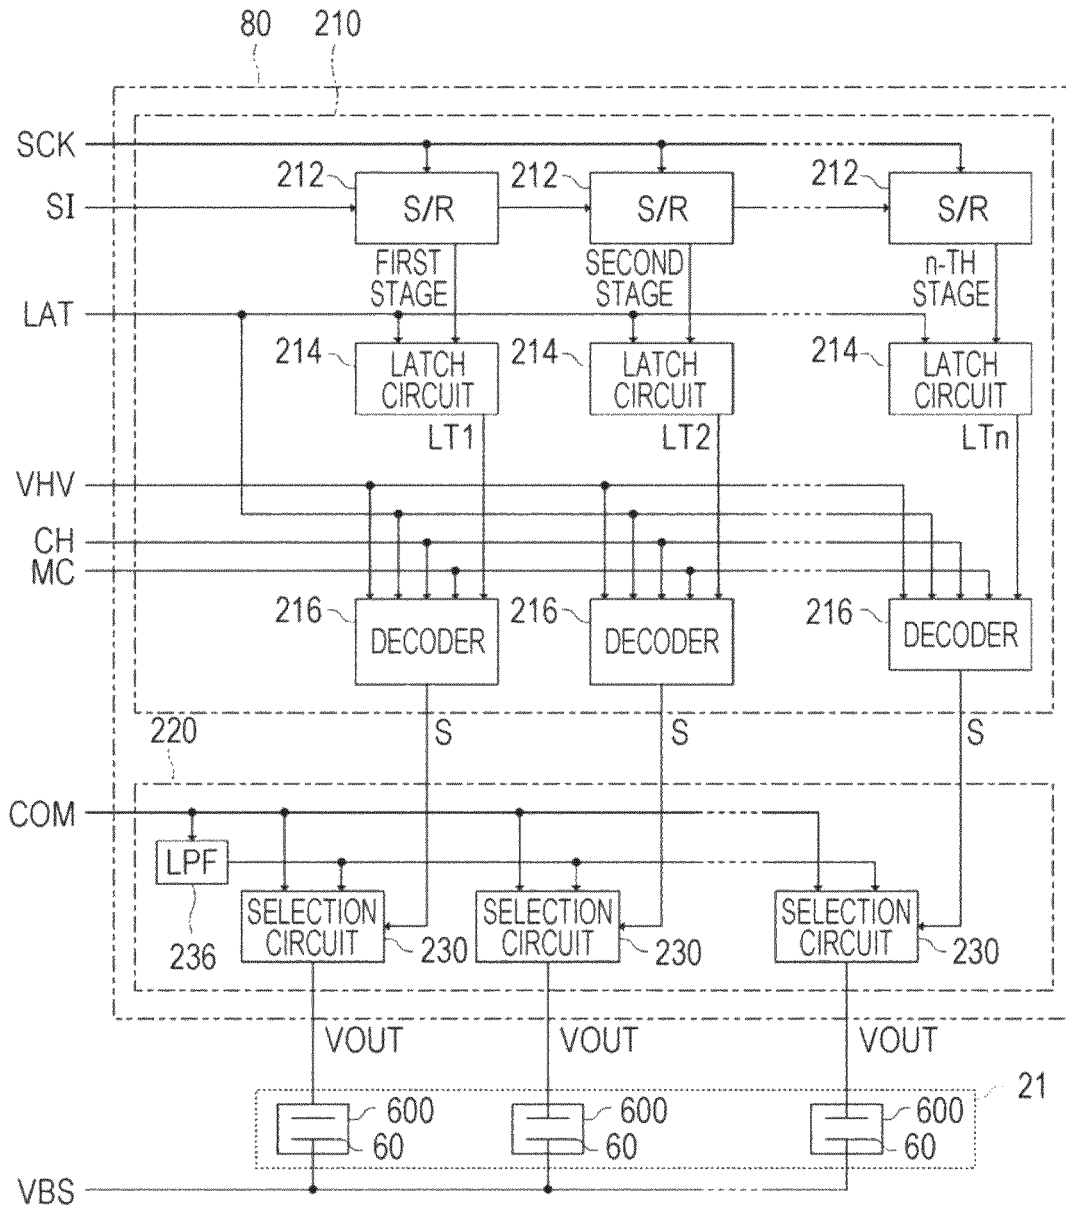 80
210
SCK
212
212
212
SI
S/R
S/R
S/R
FIRST
STAGE
SECOND
STAGE
n-TH
STAGE
LAT
214
214
214
LATCH
CIRCUIT
LATCH
CIRCUIT
LATCH
CIRCUIT
LT1
LT2
LTn
VHV
CH
MC
216
216
216
DECODER
DECODER
DECODER
220
S
S
S
COM
LPF
236
SELECTION
CIRCUIT
230
SELECTION
CIRCUIT
230
SELECTION
CIRCUIT
230
VOUT
VOUT
VOUT
21
600
600
600
60
60
60
VBS